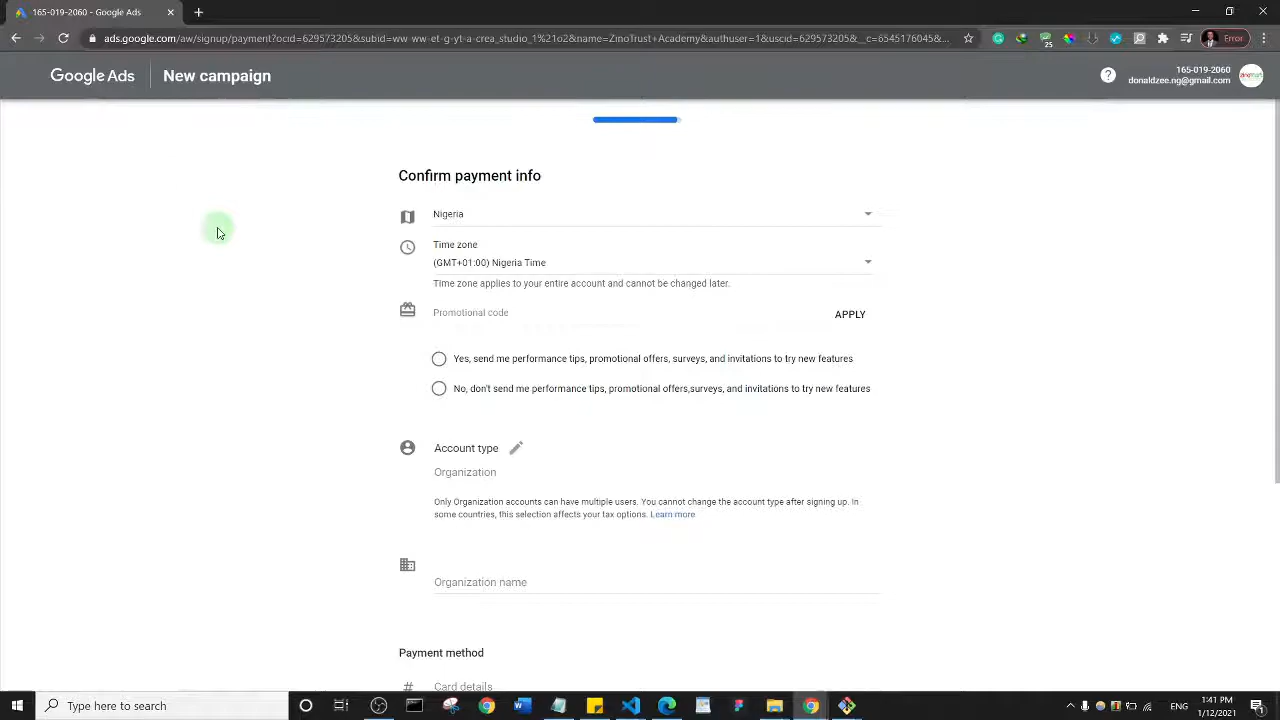 165-019-2060 - Google Ads
ads.google.com/aw/signup/payment?ocid=629573205&subid=ww-ww-et-g-yt-a-crea_studio_1%21o2&name=ZinoTrust+Academy&authuser=1&uscid=629573205&__c=6545176045&...
25
Error
Google Ads
New campaign
165-019-2060
donaldzee.ng@gmail.com
Confirm payment info
Nigeria
Time zone
(GMT+01:00) Nigeria Time
Time zone applies to your entire account and cannot be changed later.
Promotional code
APPLY
Yes, send me performance tips, promotional offers, surveys, and invitations to try new features
No, don't send me performance tips, promotional offers,surveys, and invitations to try new features
Account type
Organization
Only Organization accounts can have multiple users. You cannot change the account type after signing up. In
some countries, this selection affects your tax options. Learn more
Organization name
Payment method
# Card details
Type here to search
ENG
1:41 PM
1/12/2021